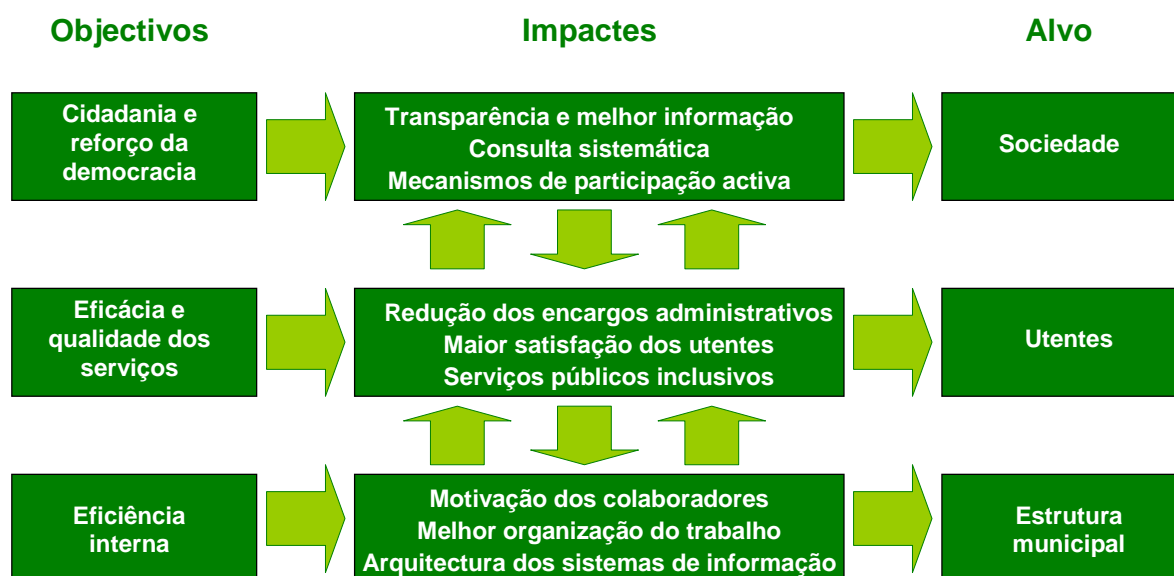 Objectivos
Impactes
Alvo
Cidadania e
reforço da
democracia
Transparência e melhor informação
Consulta sistemática
Mecanismos de participação activa
Sociedade
Eficácia e
qualidade dos
serviços
Redução dos encargos administrativos
Maior satisfação dos utentes
Serviços públicos inclusivos
Utentes
Eficiência
interna
Motivação dos colaboradores
Melhor organização do trabalho
Arquitectura dos sistemas de informação
Estrutura
municipal